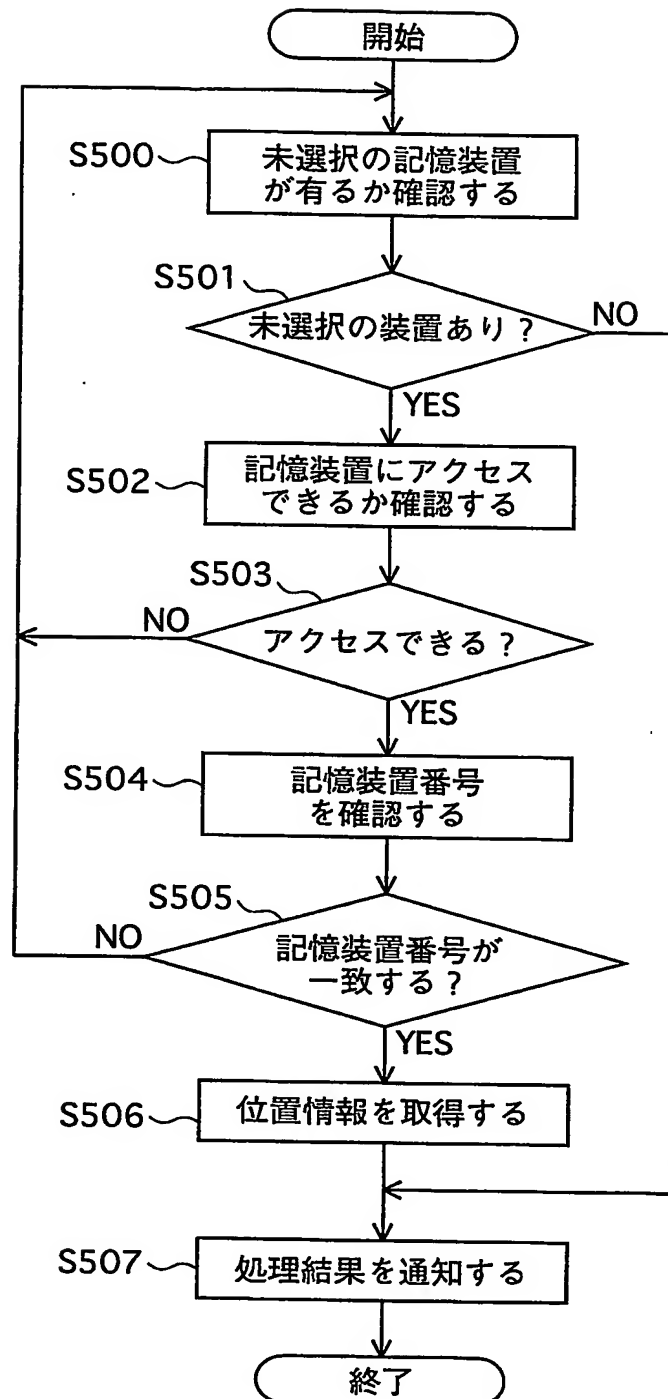 開始
S500
未選択の記憶装置
が有るか確認する
S501
未選択の装置あり?
NO
YES
S502
記憶装置にアクセス
できるか確認する
S503
NO
アクセスできる?
YES
S504
記憶装置番号
を確認する
S505
NO
記憶装置番号が
一致する?
YES
S506
位置情報を取得する
S507
処理結果を通知する
終了